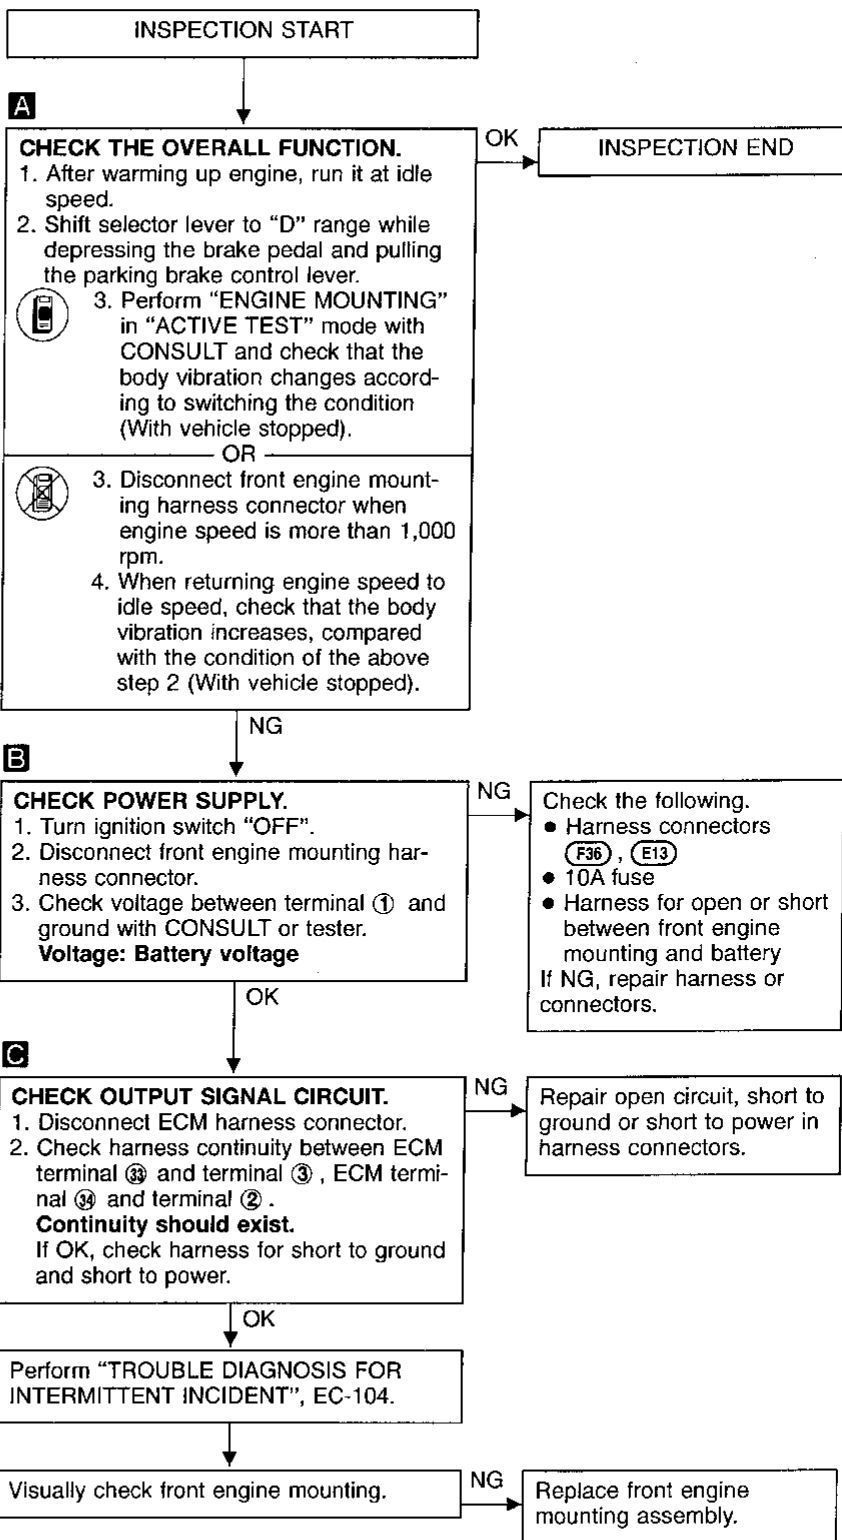 INSPECTION START
A
CHECK THE OVERALL FUNCTION.
1. After warming up engine, run it at idle
speed.
2. Shift selector lever to “D” range while
depressing the brake pedal and pulling
the parking brake control lever.
3. Perform “ENGINE MOUNTING”
in “ACTIVE TEST” mode with
CONSULT and check that the
body vibration changes accord-
ing to switching the condition
(With vehicle stopped).
OR
3. Disconnect front engine mount-
ing harness connector when
engine speed is more than 1,000
rpm.
4. When returning engine speed to
idle speed, check that the body
vibration increases, compared
with the condition of the above
step 2 (With vehicle stopped).
OK
INSPECTION END
NG
B
CHECK POWER SUPPLY.
1. Turn ignition switch “OFF”.
2. Disconnect front engine mounting har-
ness connector.
3. Check voltage between terminal ① and
ground with CONSULT or tester.
Voltage: Battery voltage
NG
Check the following.
● Harness connectors
F36 , E13
● 10A fuse
● Harness for open or short
between front engine
mounting and battery
If NG, repair harness or
connectors.
OK
C
CHECK OUTPUT SIGNAL CIRCUIT.
1. Disconnect ECM harness connector.
2. Check harness continuity between ECM
terminal ㉝ and terminal ③ , ECM termi-
nal ㉞ and terminal ② .
Continuity should exist.
If OK, check harness for short to ground
and short to power.
NG
Repair open circuit, short to
ground or short to power in
harness connectors.
OK
Perform “TROUBLE DIAGNOSIS FOR
INTERMITTENT INCIDENT”, EC-104.
Visually check front engine mounting.
NG
Replace front engine
mounting assembly.